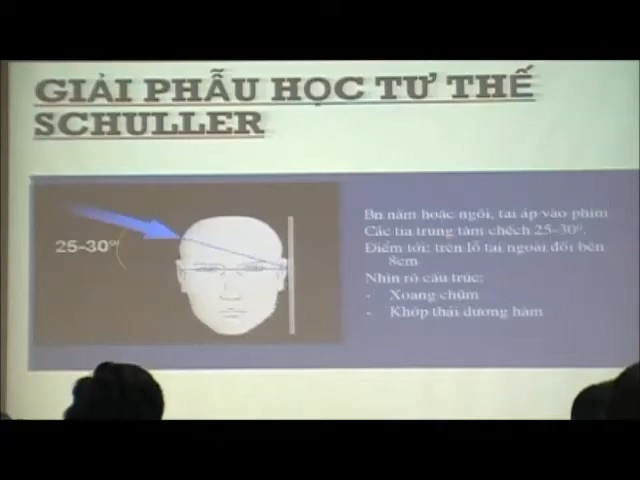 GIẢI PHẪU HỌC TƯ THẾ
SCHULLER
25-30⁰
Bn nằm hoặc ngồi, tai áp vào phim
Các tia trung tâm chếch 25-30⁰.
Điểm tới: trên lỗ tai ngoài đối bên
8cm
Nhìn rõ cấu trúc:
- Xoang chũm
- Khớp thái dương hàm